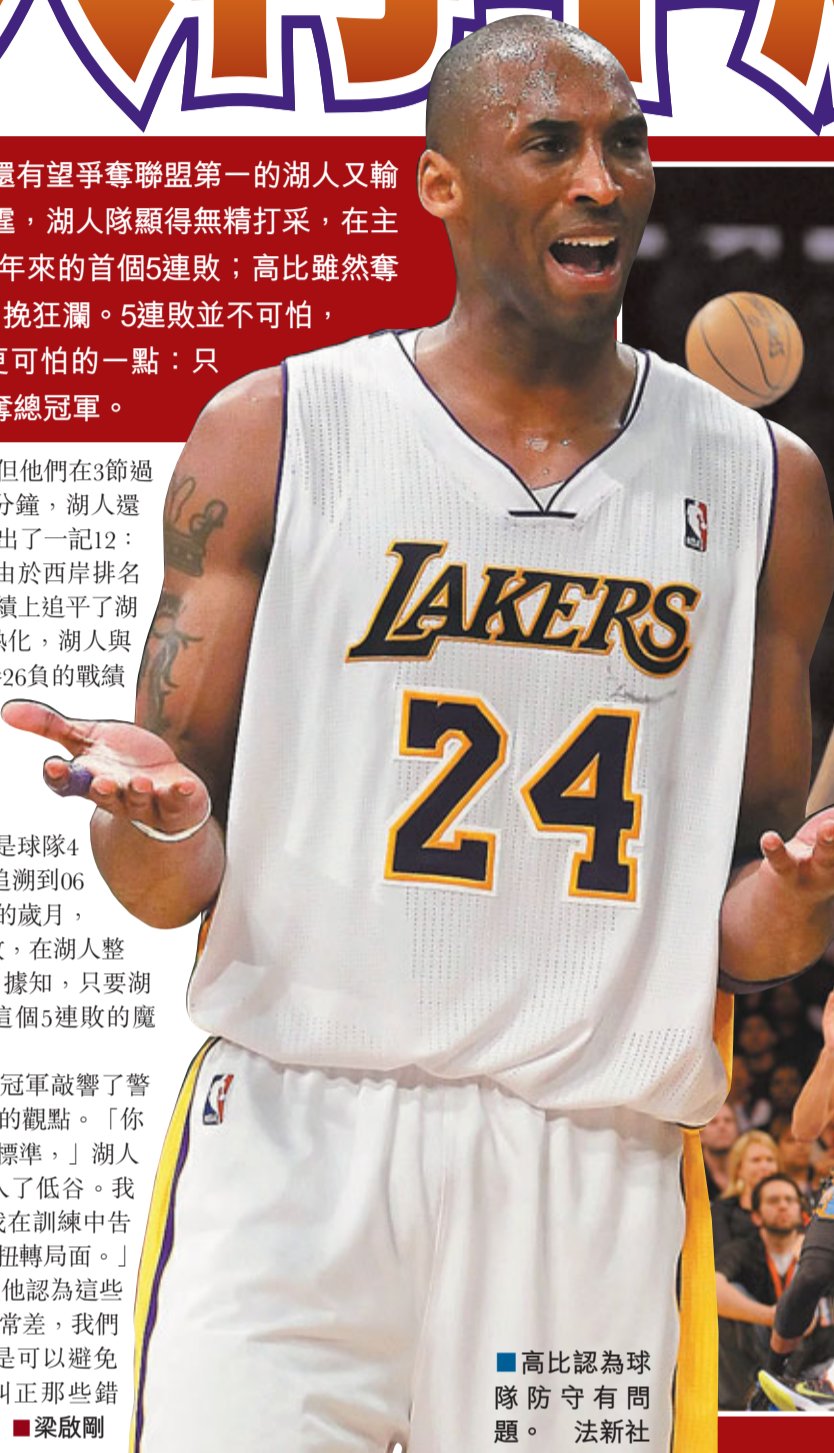 還有望爭奪聯盟第一的湖人又輸
霆，湖人隊顯得無精打采，在主
年來的首個5連敗；高比雖然奪
挽狂瀾。5連敗並不可怕，
更可怕的一點：只
奪總冠軍。
但他們在3節過
分鐘，湖人還
出了一記12：
由於西岸排名
績上追平了湖
熱化，湖人與
26負的戰績
是球隊4
追溯到06
的歲月，
敗，在湖人整
據知，只要湖
這個5連敗的魔
冠軍敲響了警
的觀點。「你
標準，」湖人
入了低谷。我
我在訓練中告
扭轉局面。」
他認為這些
常差，我們
是可以避免
糾正那些錯
■梁啟剛
LAKERS
24
■高比認為球
隊防守有問
題。 法新社